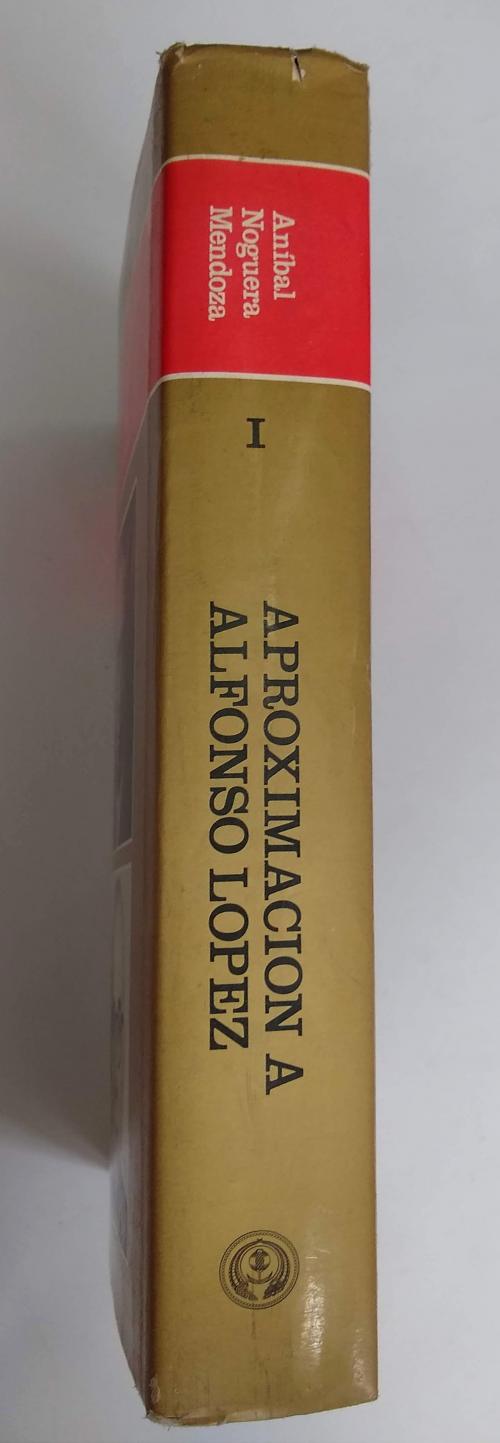 Aníbal
Noguera
Mendoza
I
APROXIMACION A
ALFONSO LOPEZ